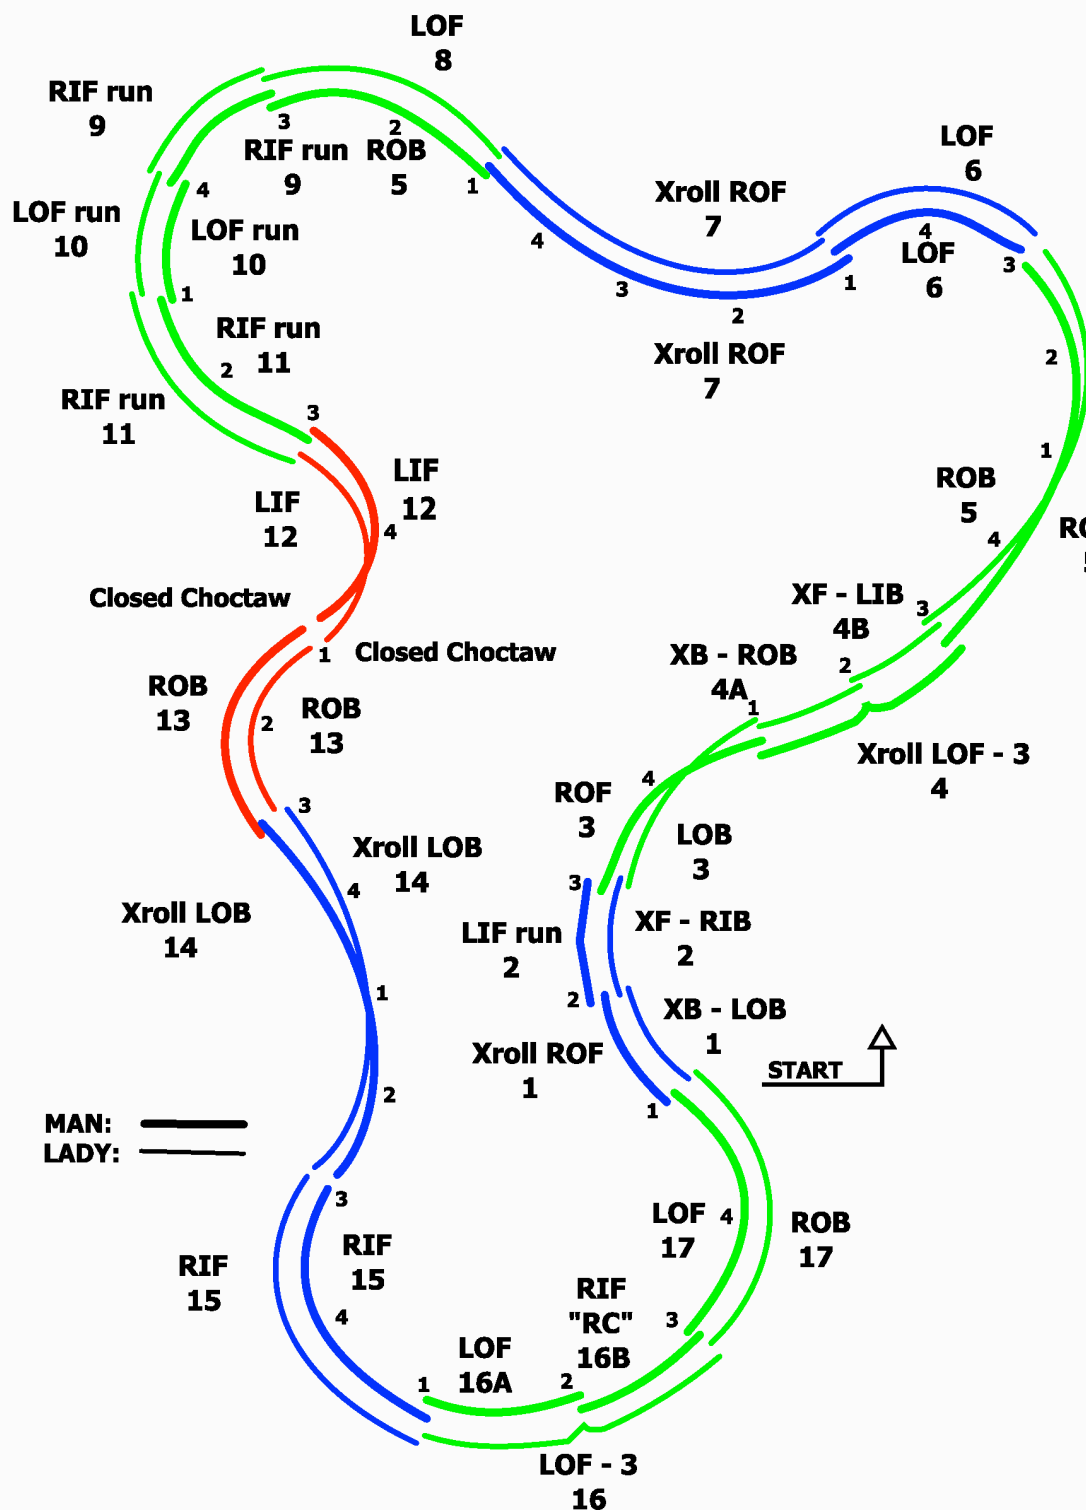 LOF
8
RIF run
9
3
2
RIF run
9
ROB
5
1
4
LOF run
10
LOF run
10
1
RIF run
11
2
RIF run
11
3
LOF
6
Xroll ROF
7
4
LOF
6
3
1
4
3
2
Xroll ROF
7
2
1
ROB
5
4
LIF
12
LIF
12
4
Closed Choctaw
1
Closed Choctaw
XF - LIB
4B
3
2
XB - ROB
4A
1
Xroll LOF - 3
4
ROB
13
2
ROB
13
3
Xroll LOB
14
4
Xroll LOB
14
ROF
3
4
LOB
3
3
LIF run
2
XF - RIB
2
2
XB - LOB
1
Xroll ROF
1
1
START
1
2
MAN:
LADY:
3
RIF
15
RIF
15
4
LOF
17
4
ROB
17
RIF
"RC"
16B
3
LOF
16A
1
2
LOF - 3
16